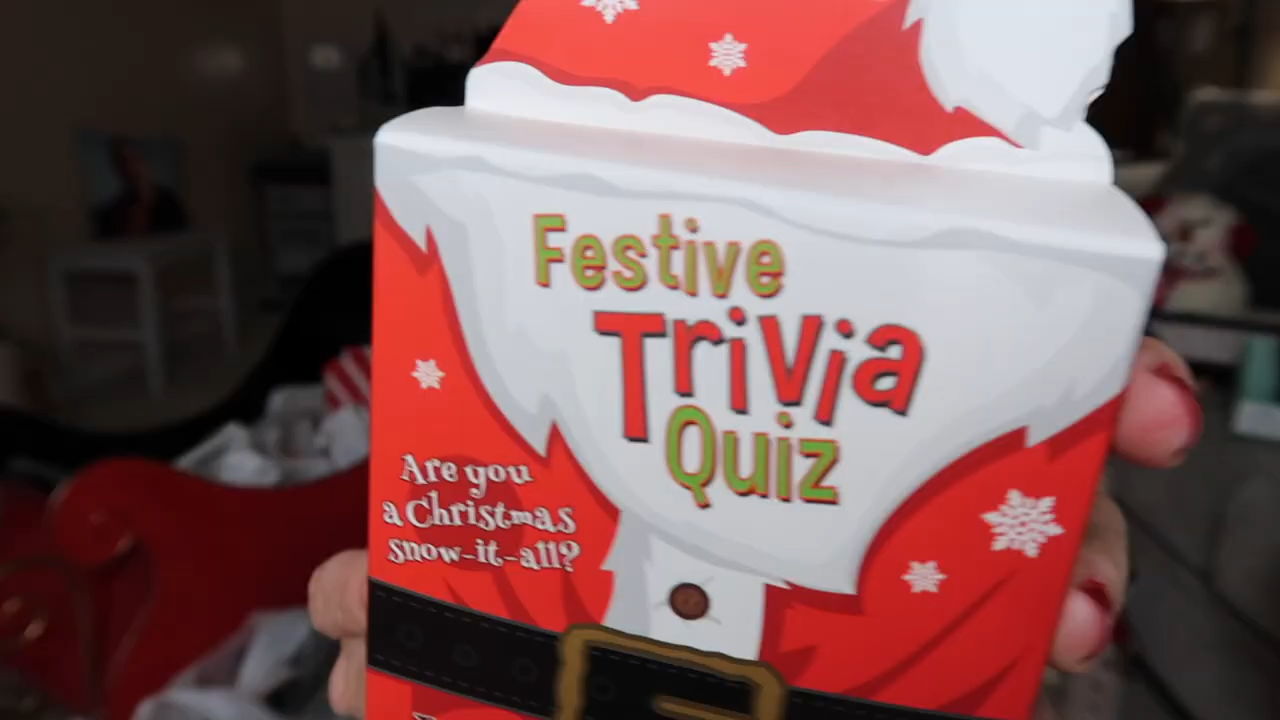 Festive
Trivia
Quiz
Are you
a Christmas
snow-it-all?